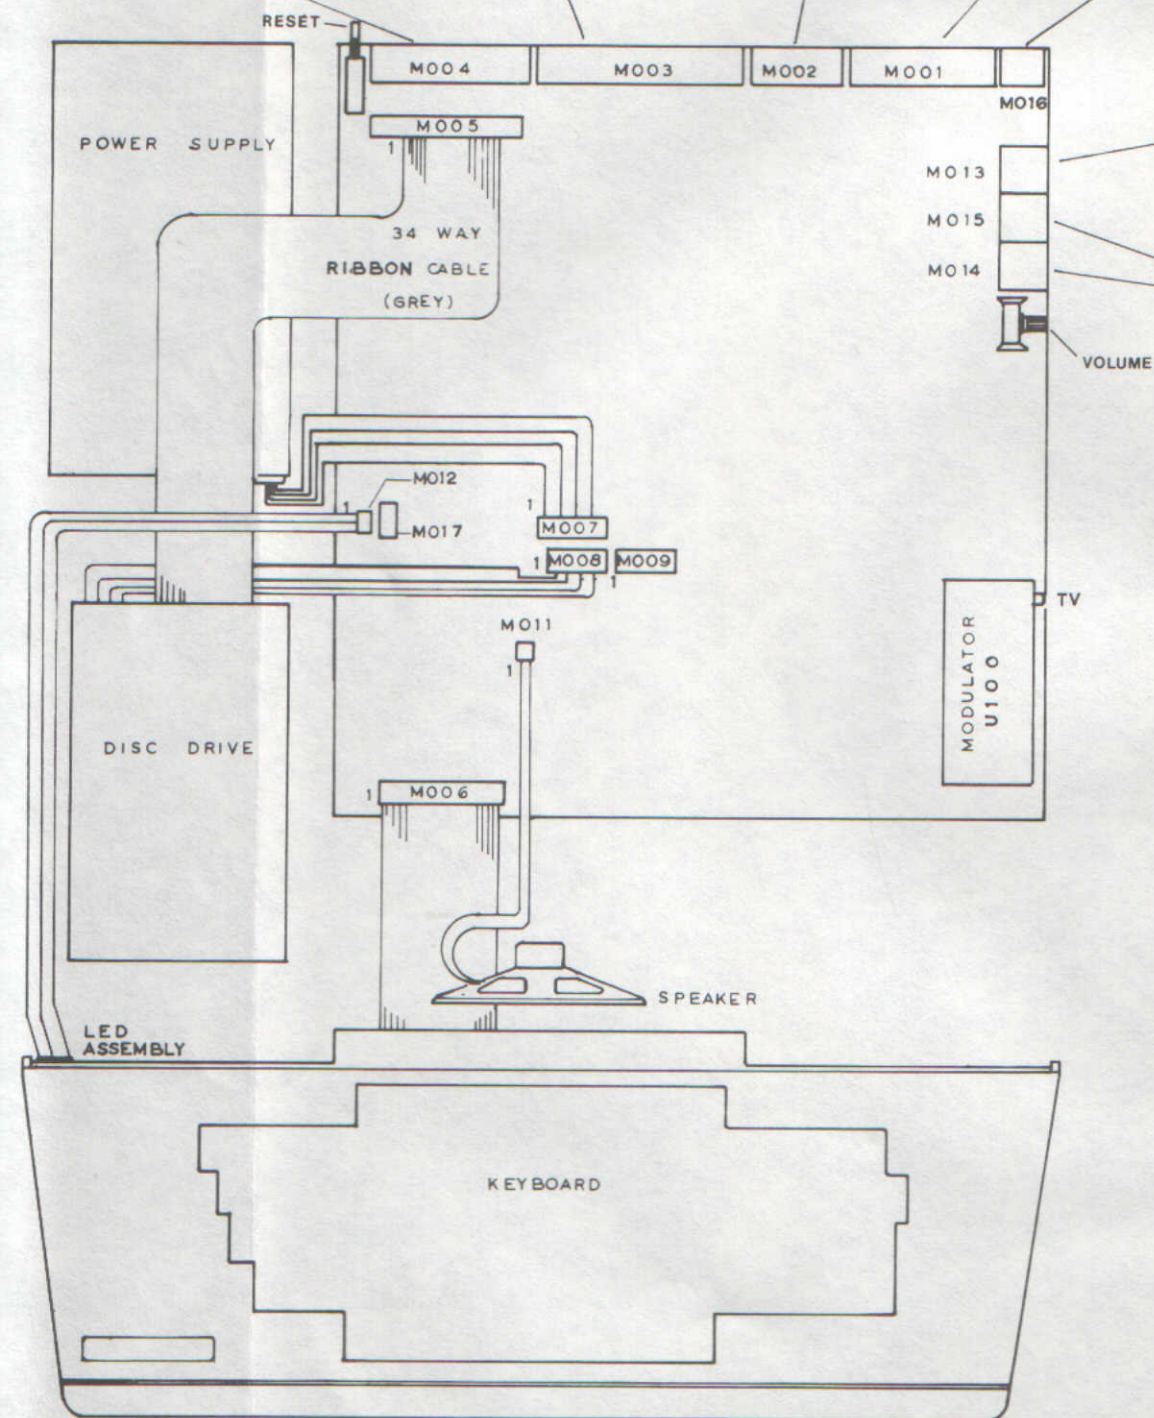 RESET
M004
M003
M002
M001
M016
M005
1
POWER SUPPLY
M013
M015
M014
34 WAY
RIBBON CABLE
(GREY)
VOLUME
M012
1
M017
1
M007
1
M008
M009
1
TV
M011
1
MODULATOR
U100
DISC DRIVE
1
M006
SPEAKER
LED
ASSEMBLY
KEYBOARD